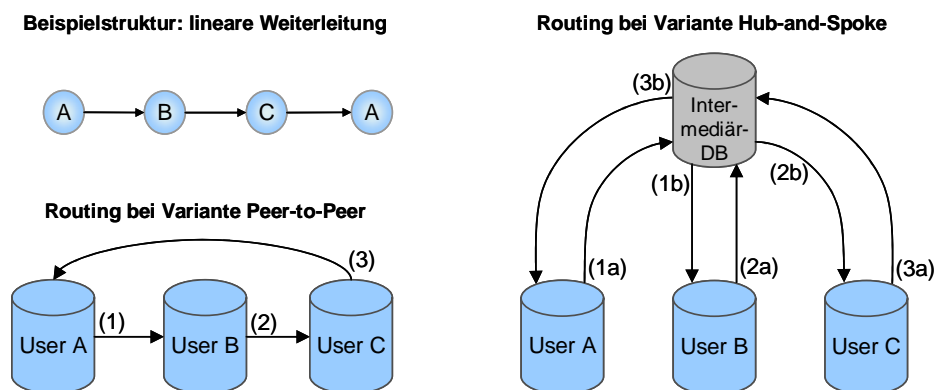 Beispielstruktur: lineare Weiterleitung
A
B
C
A
Routing bei Variante Peer-to-Peer
(3)
(1)
(2)
User A
User B
User C
Routing bei Variante Hub-and-Spoke
(3b)
Inter-
mediär-
DB
(1b)
(2b)
(1a)
(2a)
(3a)
User A
User B
User C